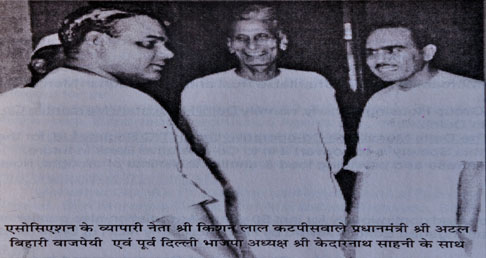 एसोसिएशन के व्यापारी नेता श्री किशन लाल कटपीसवाले प्रधानमंत्री श्री अटल
बिहारी वाजपेयी एवं पूर्व दिल्ली भाजपा अध्यक्ष श्री केदारनाथ साहनी के साथ